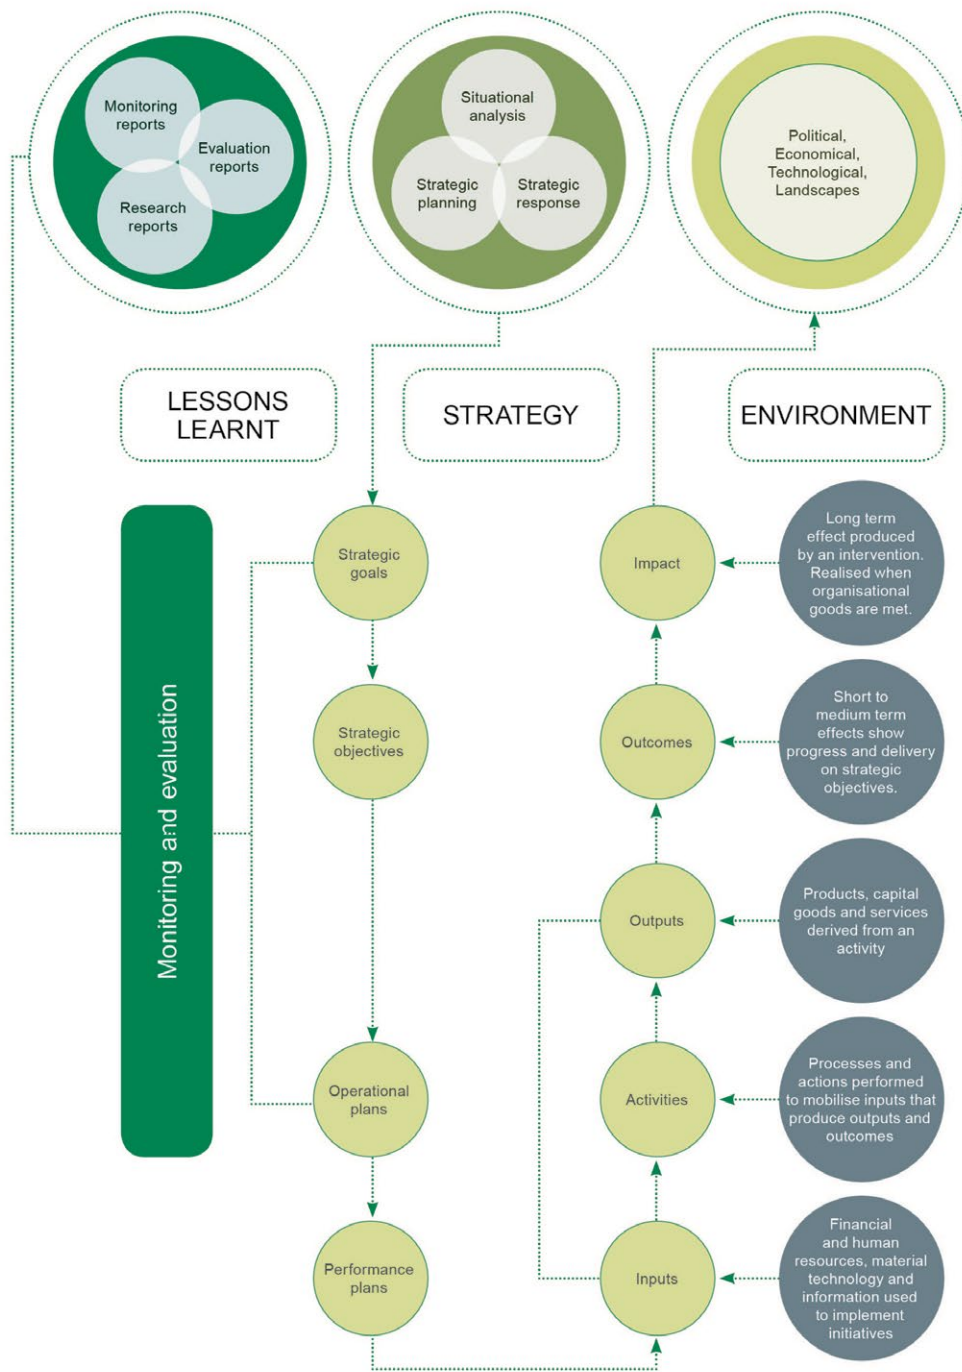 Monitoring
reports
Evaluation
reports
Research
reports
Situational
analysis
Strategic
planning
Strategic
response
Political,
Economical,
Technological,
Landscapes
LESSONS
LEARNT
STRATEGY
ENVIRONMENT
Monitoring and evaluation
Strategic
goals
Strategic
objectives
Operational
plans
Performance
plans
Impact
Outcomes
Outputs
Activities
Inputs
Long term
effect produced
by an intervention.
Realised when
organisational
goods are met.
Short to
medium term
effects show
progress and delivery
on strategic
objectives.
Products, capital
goods and services
derived from an
activity
Processes and
actions performed
to mobilise inputs that
produce outputs and
outcomes
Financial
and human
resources, material
technology and
information used
to implement
initiatives